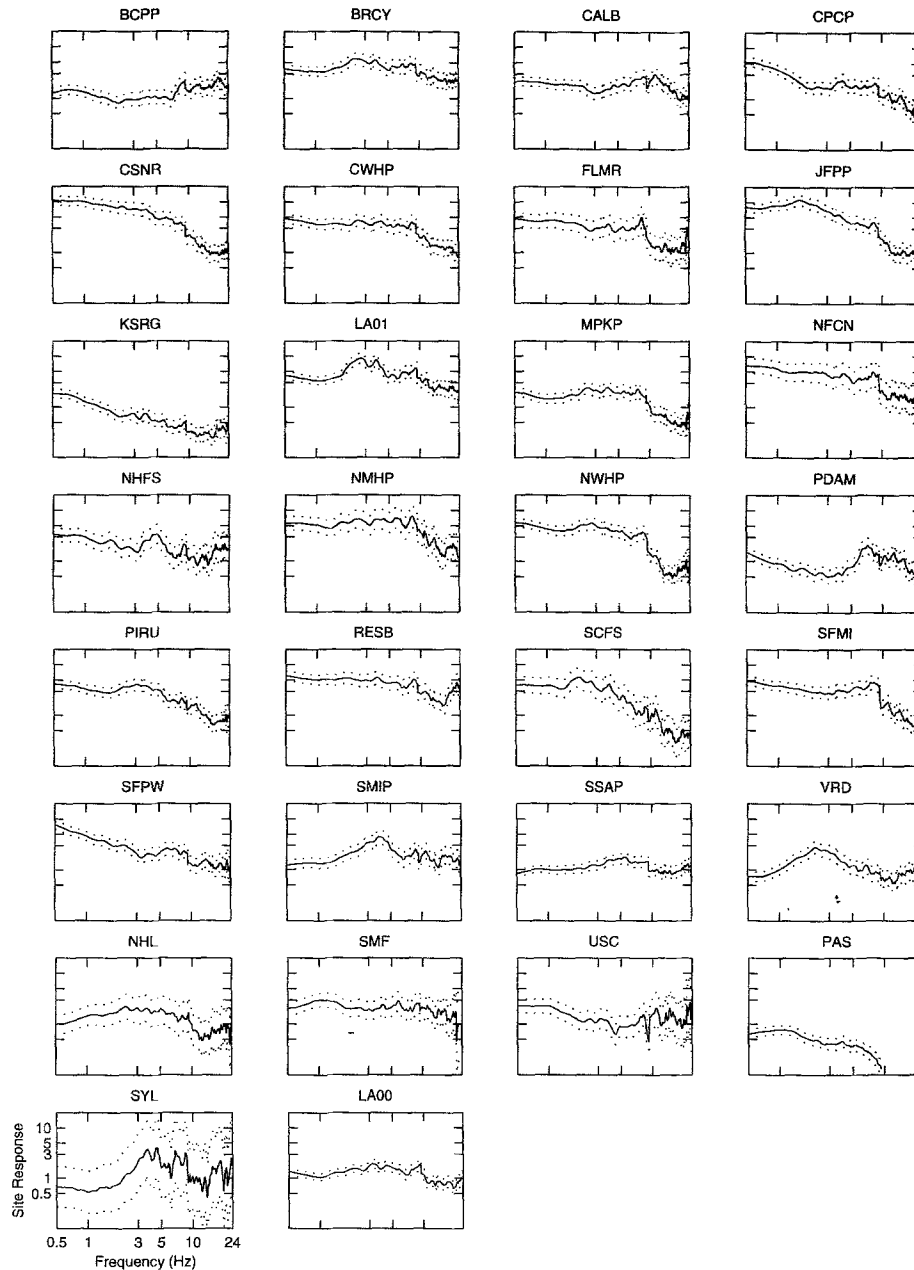 BCPP BRCY CALB CPCP
CSNR CWHP FLMR JFPP
KSRG LA01 MPKP NFCN
NHFS NMHP NWHP PDAM
PIRU RESB SCFS SFMI
SFPW SMIP SSAP VRD
NHL SMF USC PAS
SYL LA00
10
5
3
1
0.5
Site Response
0.5 1 3 5 10 24
Frequency (Hz)